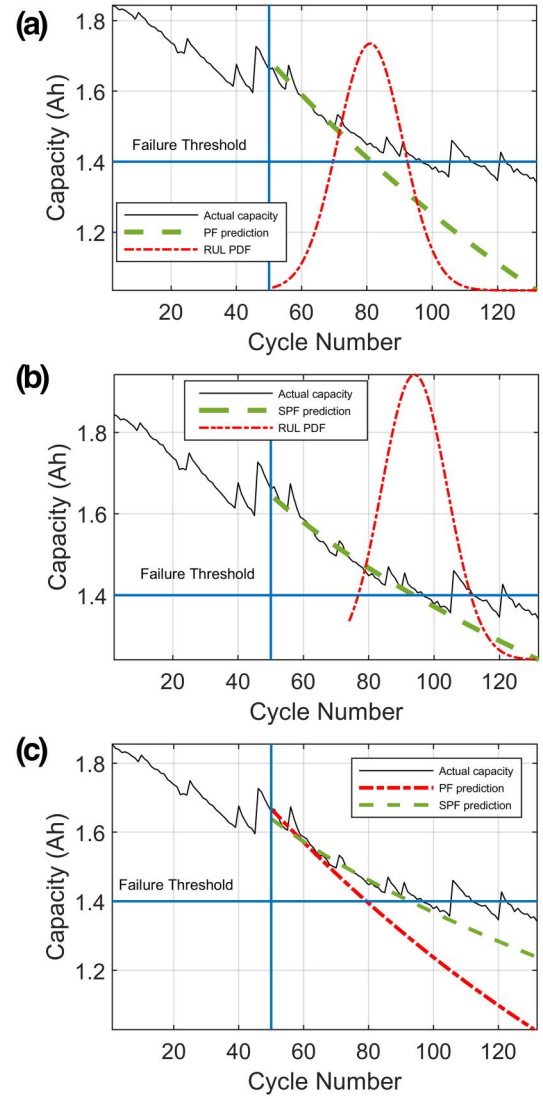 (a)
Capacity (Ah)
1.8
1.6
1.4
1.2
Failure Threshold
Actual capacity
PF prediction
RUL PDF
20 40 60 80 100 120
Cycle Number
(b)
Capacity (Ah)
1.8
1.6
1.4
Actual capacity
SPF prediction
RUL PDF
Failure Threshold
20 40 60 80 100 120
Cycle Number
(c)
Capacity (Ah)
1.8
1.6
1.4
1.2
Actual capacity
PF prediction
SPF prediction
Failure Threshold
20 40 60 80 100 120
Cycle Number